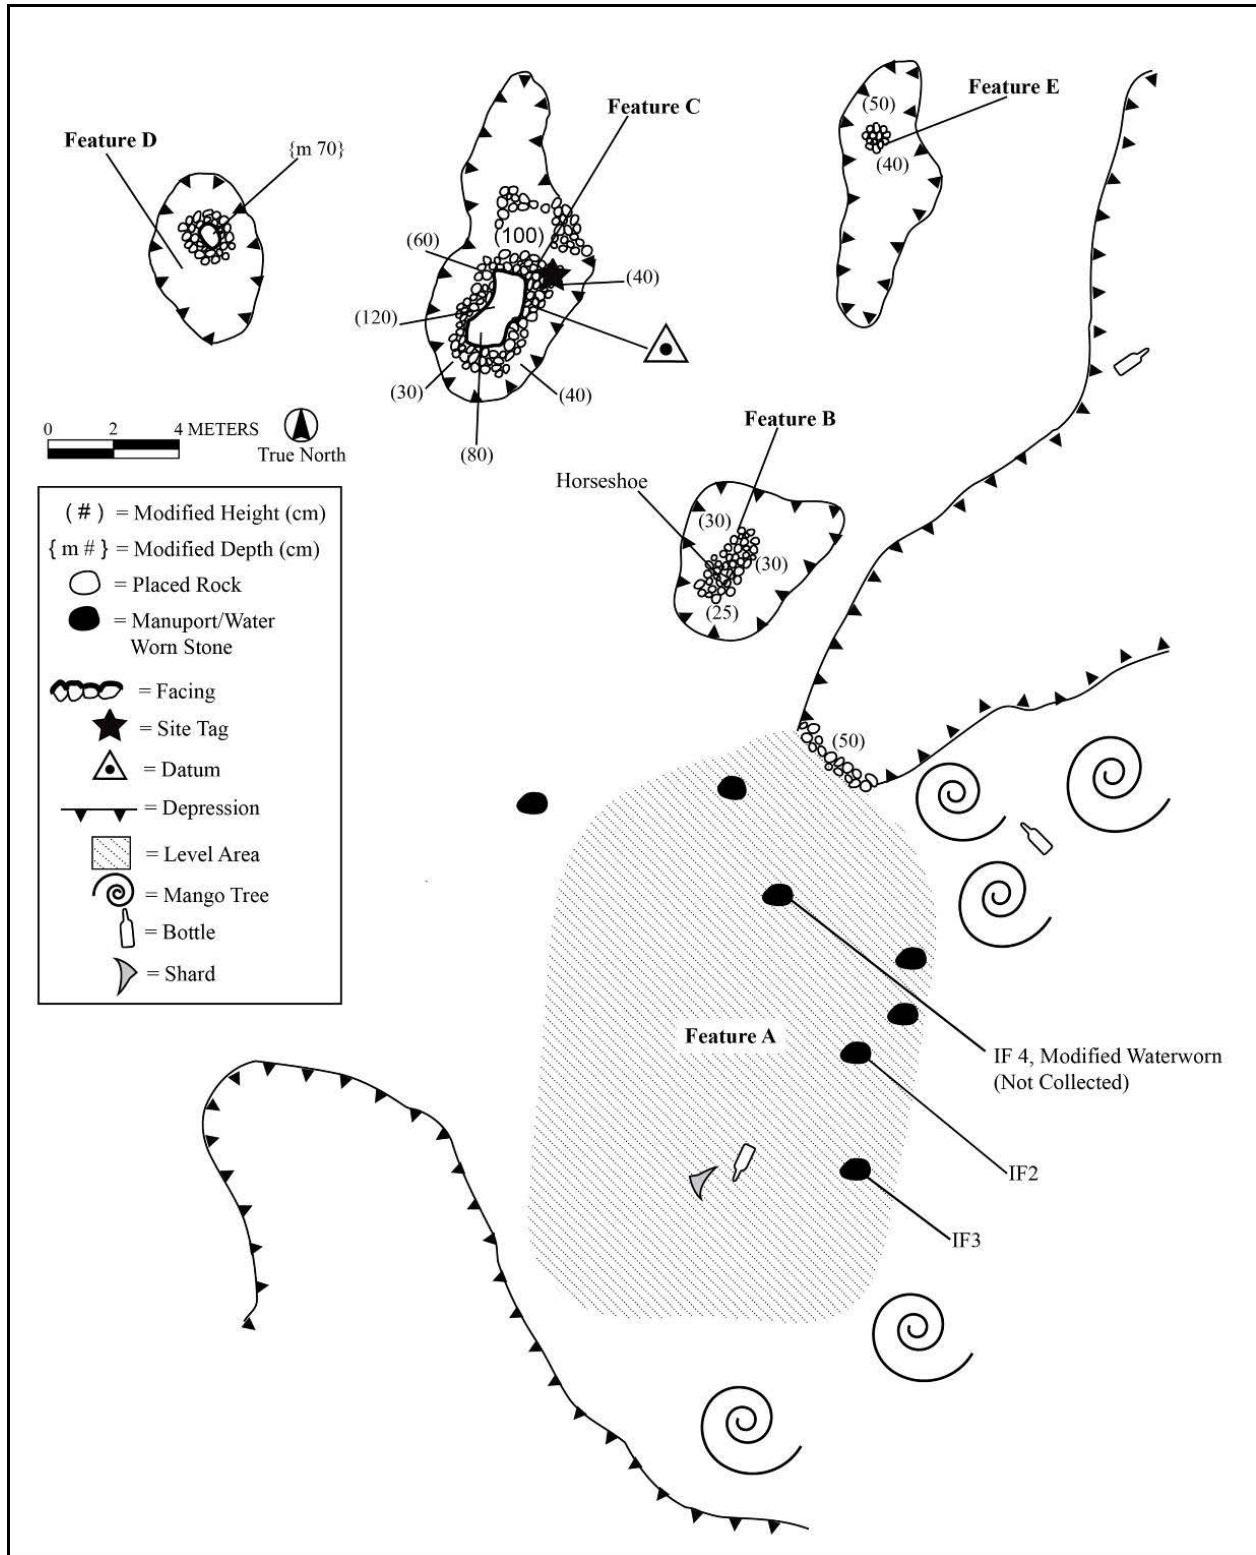 Feature E
(50)
(40)
Feature C
Feature D
{m 70}
(100)
(60)
(40)
(120)
(30)
(40)
(80)
0 2 4 METERS
True North
Feature B
Horseshoe
(30)
(30)
(25)
(#) = Modified Height (cm)
{ m # } = Modified Depth (cm)
= Placed Rock
= Manuport/Water
Worn Stone
= Facing
= Site Tag
= Datum
= Depression
= Level Area
= Mango Tree
= Bottle
= Shard
(50)
Feature A
IF 4, Modified Waterworn
(Not Collected)
IF2
IF3